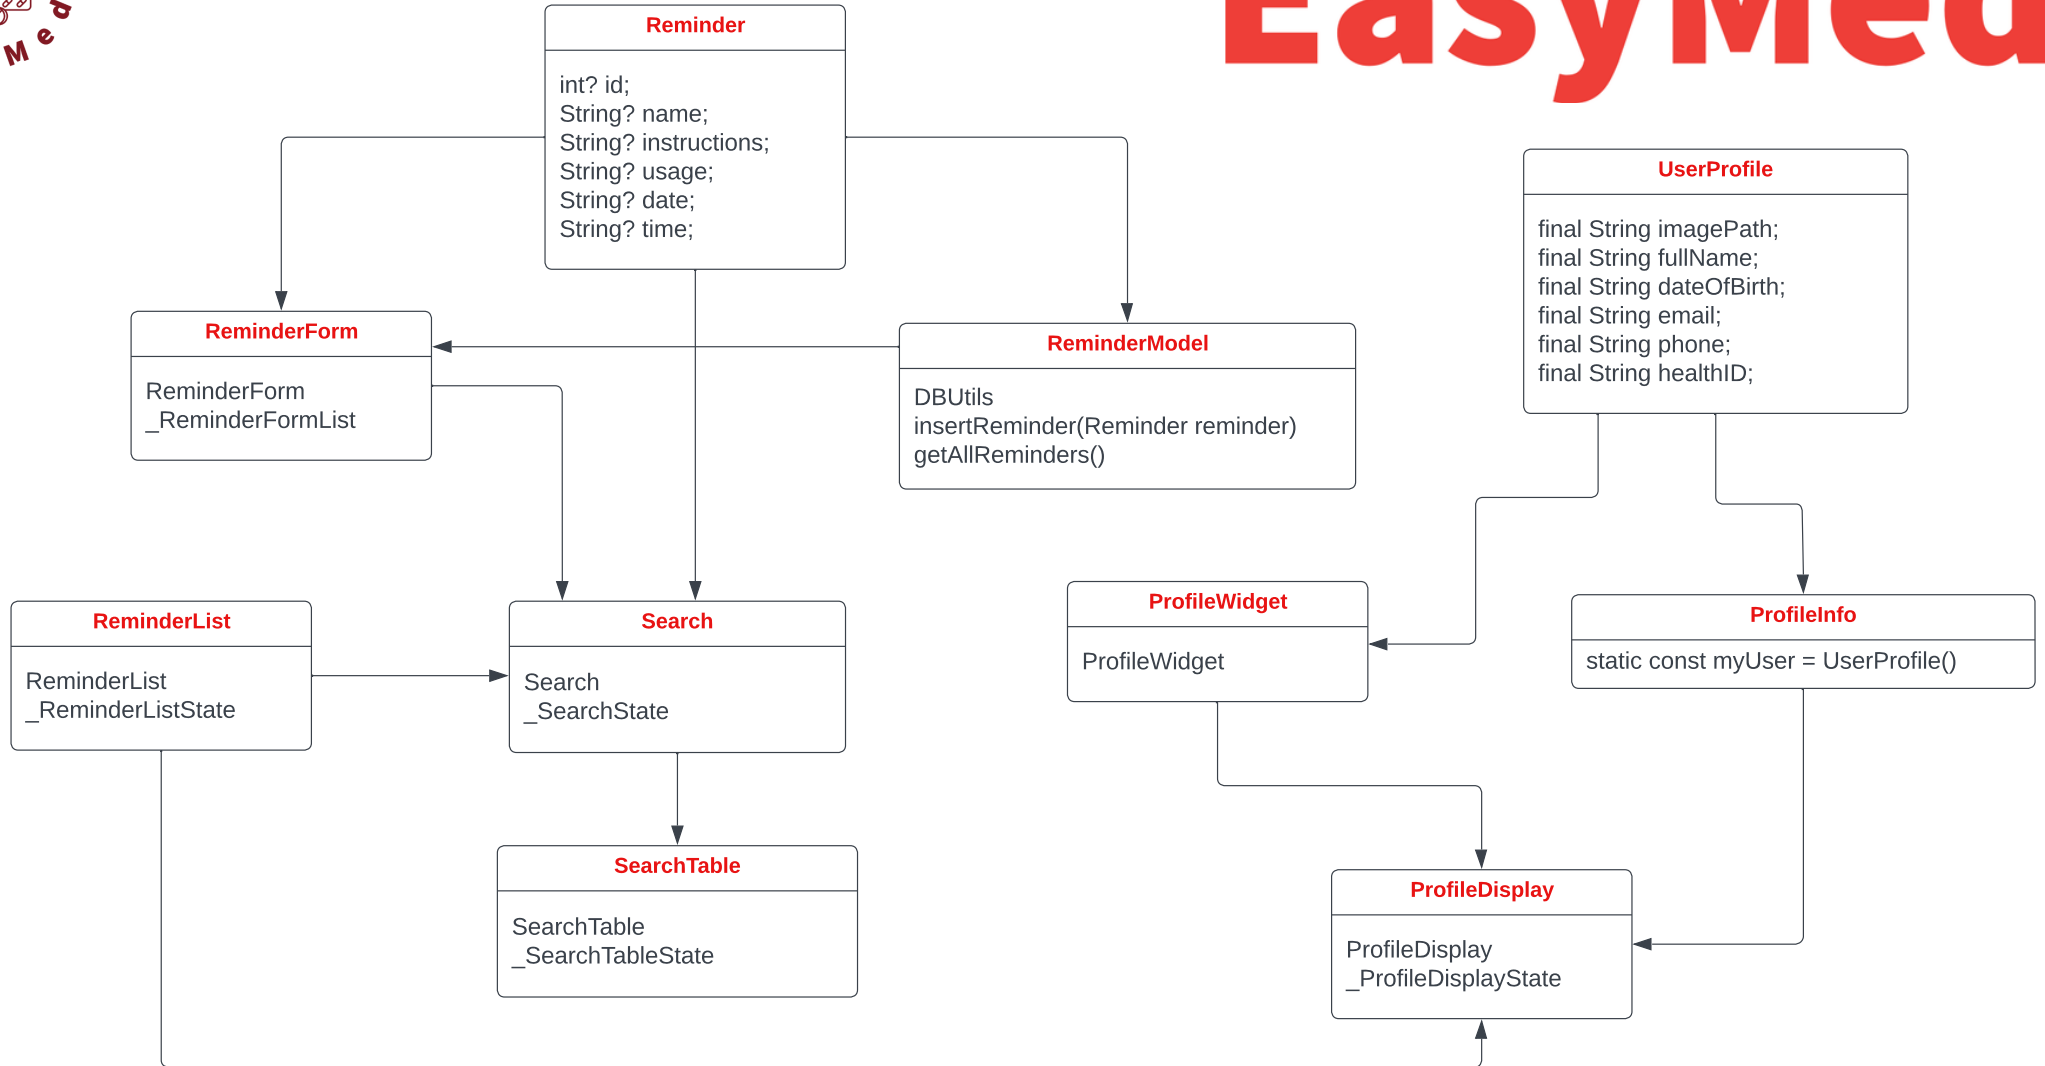 Med
EasyMed
Reminder
int? id;
String? name;
String? instructions;
String? usage;
String? date;
String? time;
UserProfile
final String imagePath;
final String fullName;
final String dateOfBirth;
final String email;
final String phone;
final String healthID;
ReminderForm
ReminderForm
_ReminderFormList
ReminderModel
DBUtils
insertReminder(Reminder reminder)
getAllReminders()
ReminderList
ReminderList
_ReminderListState
Search
Search
_SearchState
ProfileWidget
ProfileWidget
ProfileInfo
static const myUser = UserProfile()
SearchTable
SearchTable
_SearchTableState
ProfileDisplay
ProfileDisplay
_ProfileDisplayState